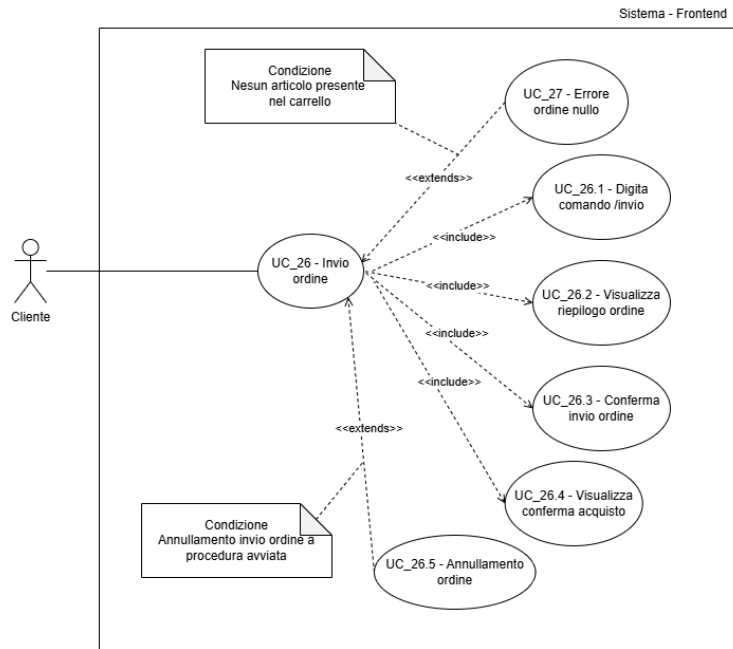 Sistema - Frontend
Condizione
Nesun articolo presente
nel carrello
UC_27 - Errore
ordine nullo
<<extends>>
UC_26.1 - Digita
comando /invio
<<include>>
Cliente
UC_26 - Invio
ordine
<<include>>
UC_26.2 - Visualizza
riepilogo ordine
<<include>>
UC_26.3 - Conferma
invio ordine
<<include>>
<<extends>>
UC_26.4 - Visualizza
conferma acquisto
Condizione
Annullamento invio ordine a
procedura avviata
UC_26.5 - Annullamento
ordine